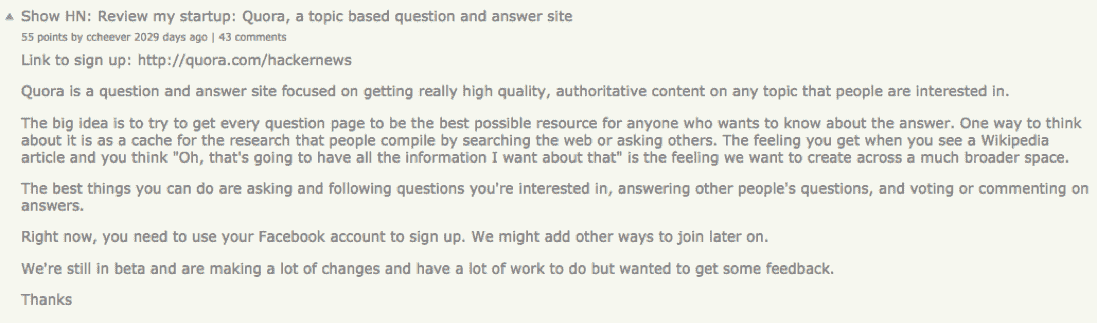 Show HN: Review my startup: Quora, a topic based question and answer site
55 points by ccheever 2029 days ago | 43 comments
Link to sign up: http://quora.com/hackernews
Quora is a question and answer site focused on getting really high quality, authoritative content on any topic that people are interested in.
The big idea is to try to get every question page to be the best possible resource for anyone who wants to know about the answer. One way to think
about it is as a cache for the research that people compile by searching the web or asking others. The feeling you get when you see a Wikipedia
article and you think "Oh, that's going to have all the information I want about that" is the feeling we want to create across a much broader space.
The best things you can do are asking and following questions you're interested in, answering other people's questions, and voting or commenting on
answers.
Right now, you need to use your Facebook account to sign up. We might add other ways to join later on.
We're still in beta and are making a lot of changes and have a lot of work to do but wanted to get some feedback.
Thanks